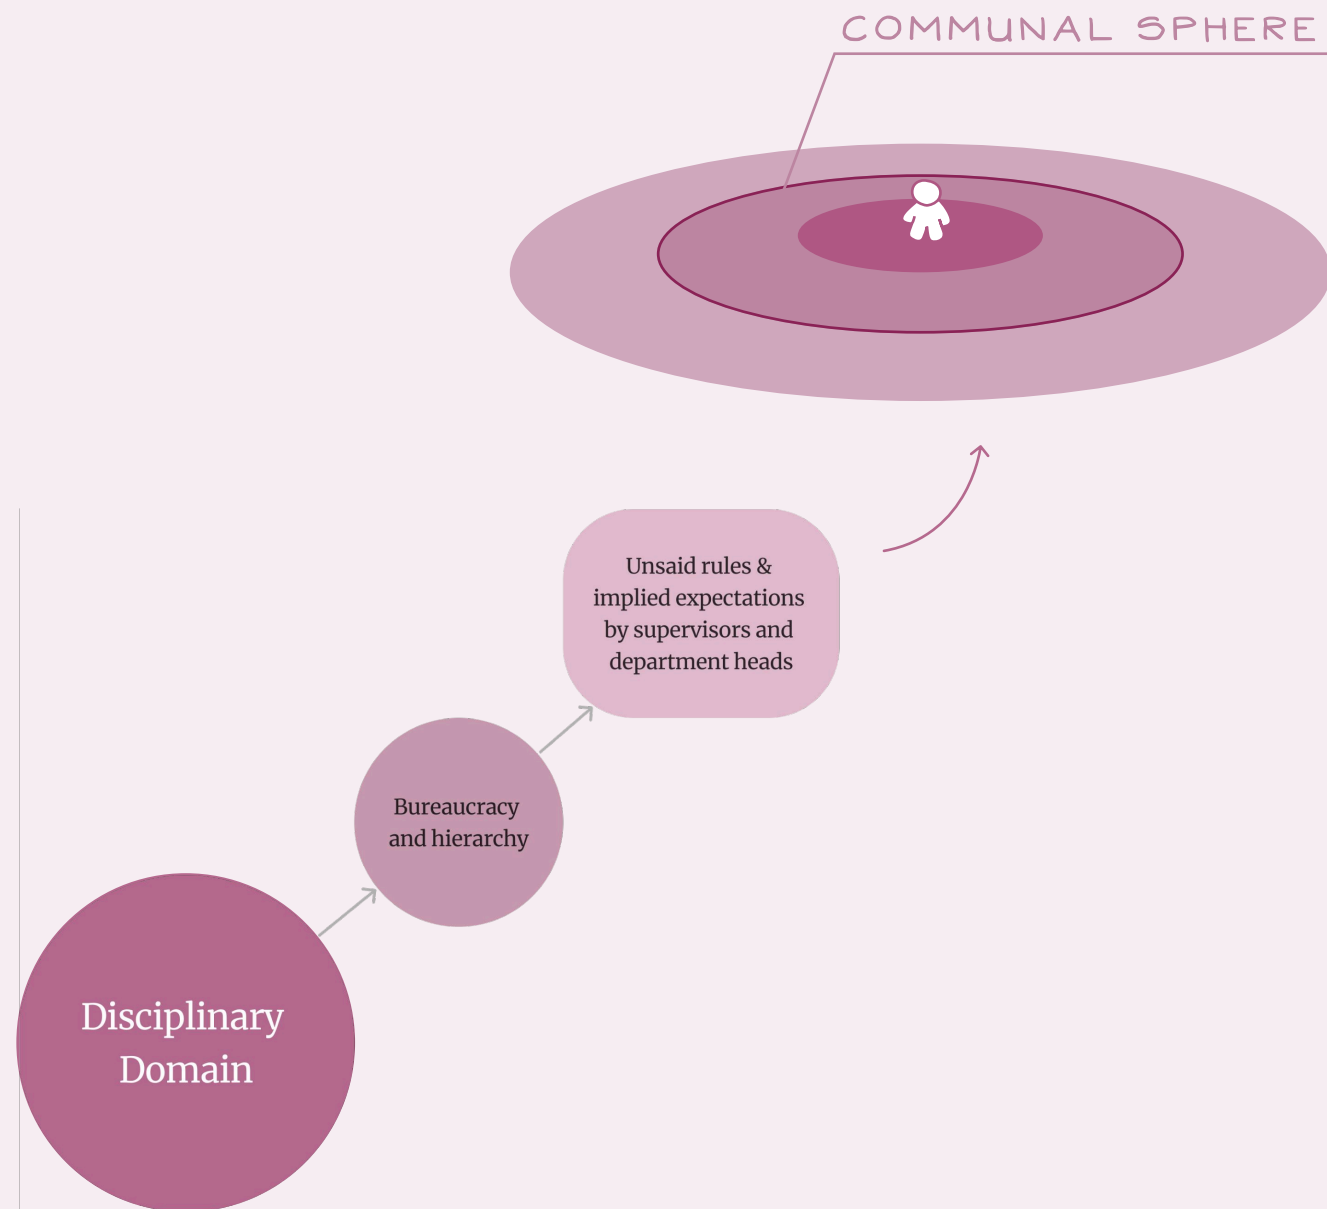 COMMUNAL SPHERE
Unsaid rules &
implied expectations
by supervisors and
department heads
Bureaucracy
and hierarchy
Disciplinary
Domain